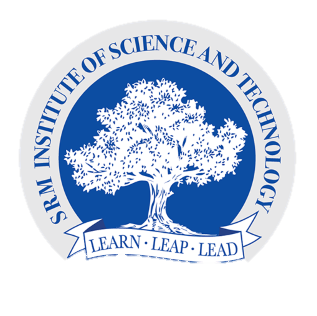 SRM INSTITUTE OF SCIENCE AND TECHNOLOGY
LEARN · LEAP · LEAD